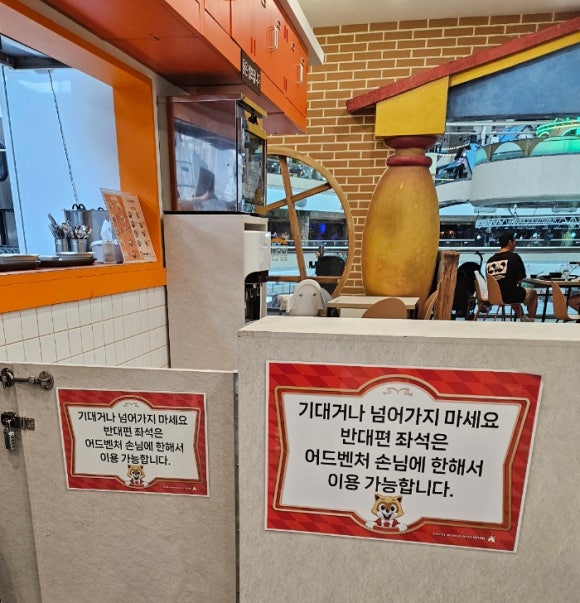 기대거나 넘어가지 마세요
반대편 좌석은
어드벤처 손님에 한해서
이용 가능합니다.
기대거나 넘어가지 마세요
반대편 좌석은
어드벤처 손님에 한해서
이용 가능합니다.